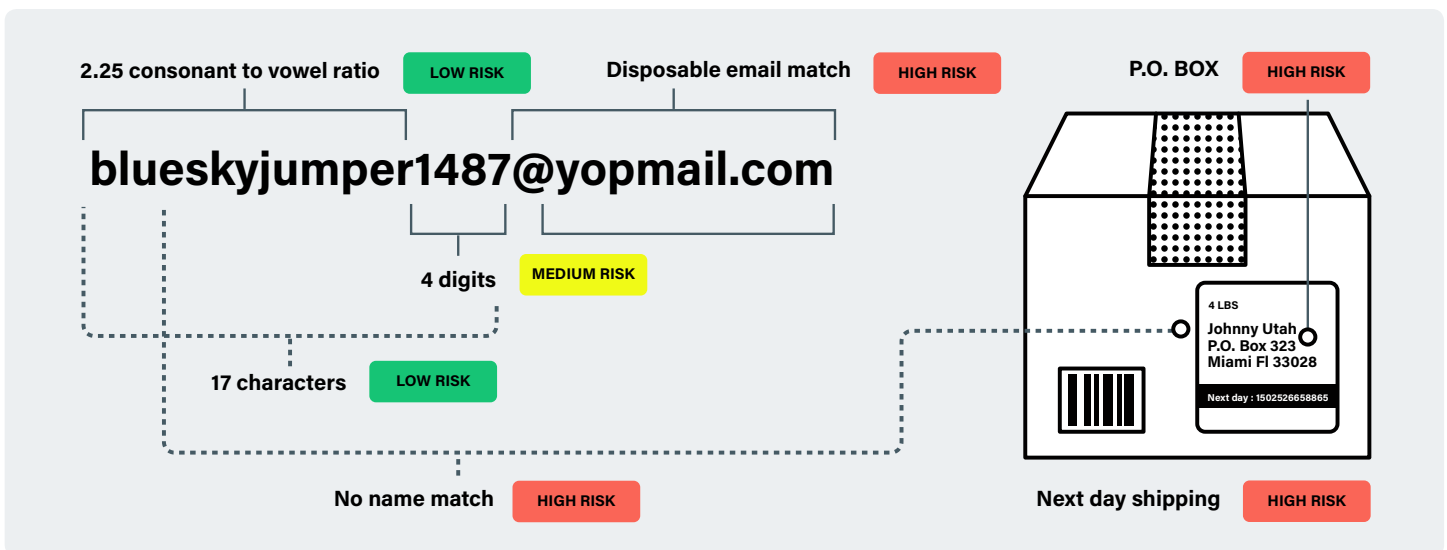 2.25 consonant to vowel ratio LOW RISK
Disposable email match HIGH RISK
P.O. BOX HIGH RISK
blueskyjumper1487@yopmail.com
4 digits MEDIUM RISK
17 characters LOW RISK
No name match HIGH RISK
4 LBS
Johnny Utah
P.O. Box 323
Miami Fl 33028
Next day : 1502526658865
Next day shipping HIGH RISK